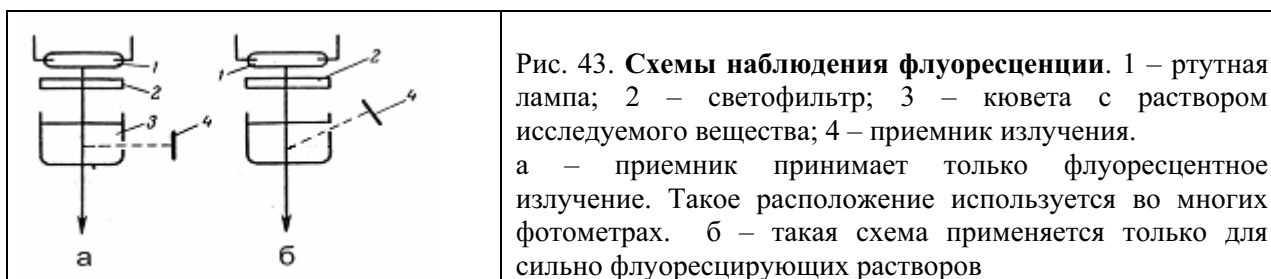 1
2
3
4
а
1
2
4
б
Рис. 43. Схемы наблюдения флуоресценции. 1 – ртутная
лампа; 2 – светофильтр; 3 – кювета с раствором
исследуемого вещества; 4 – приемник излучения.
а – приемник принимает только флуоресцентное
излучение. Такое расположение используется во многих
фотометрах. б – такая схема применяется только для
сильно флуоресцирующих растворов